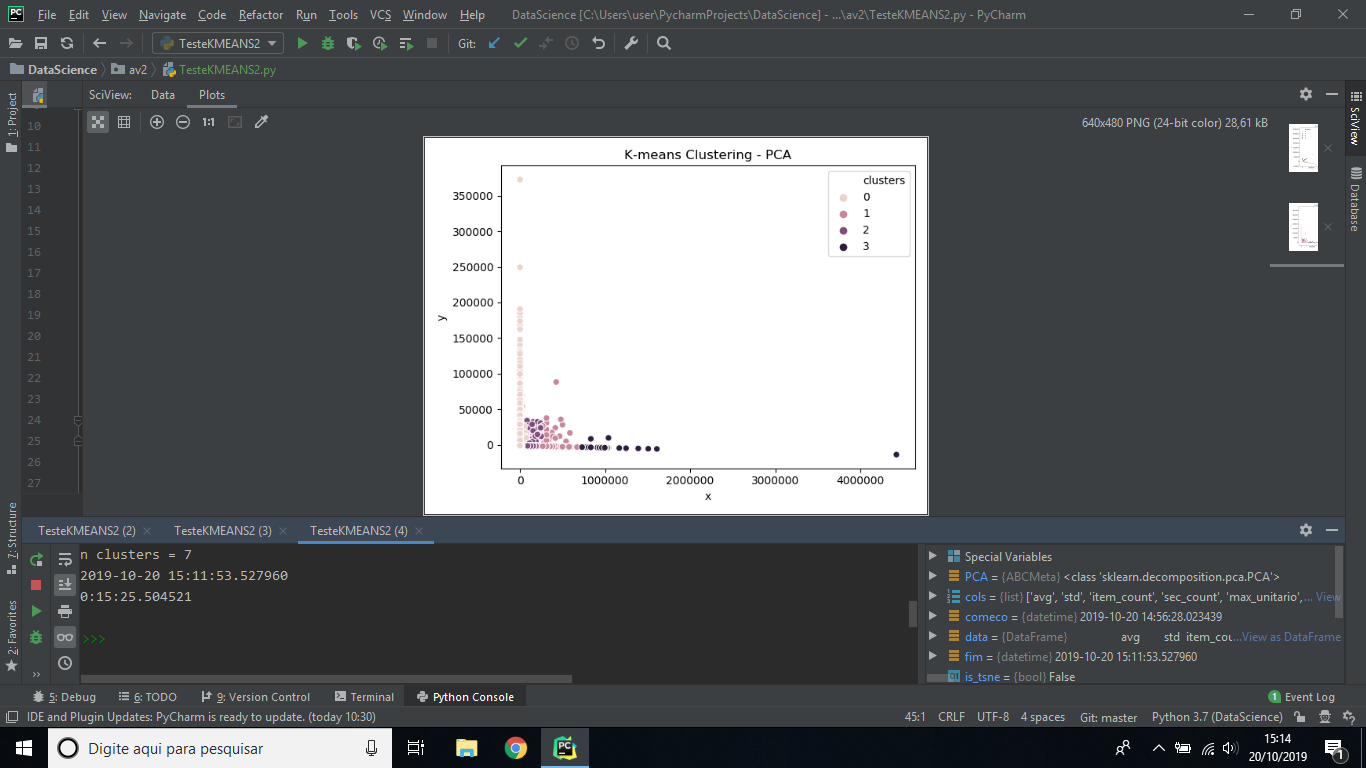 PC File Edit View Navigate Code Refactor Run Tools VCS Window Help DataScience [C:\Users\user\PycharmProjects\DataScience] - ...\av2\TesteKMEANS2.py - PyCharm
TesteKMEANS2 Git:
DataScience av2 TesteKMEANS2.py
1: Project
7: Structure
2: Favorites
SciView: Data Plots
1:1 640x480 PNG (24-bit color) 28,61 kB
10
11
12
13
14
15
16
17
18
19
20
21
22
23
24
25
26
27
K-means Clustering - PCA
clusters
0
1
2
3
350000
300000
250000
200000
150000
100000
50000
0
y
0 1000000 2000000 3000000 4000000
x
SciView
Database
TesteKMEANS2 (2) TesteKMEANS2 (3) TesteKMEANS2 (4)
n clusters = 7
2019-10-20 15:11:53.527960
0:15:25.504521
>>>
Special Variables
PCA = {ABCMeta} <class 'sklearn.decomposition.pca.PCA'>
cols = {list} ['avg', 'std', 'item_count', 'sec_count', 'max_unitario',... View
comeco = {datetime} 2019-10-20 14:56:28.023439
data = {DataFrame} avg std item_cou...View as DataFrame
fim = {datetime} 2019-10-20 15:11:53.527960
is_tsne = {bool} False
5: Debug 6: TODO 9: Version Control Terminal Python Console 1 Event Log
IDE and Plugin Updates: PyCharm is ready to update. (today 10:30) 45:1 CRLF UTF-8 4 spaces Git: master Python 3.7 (DataScience)
Digite aqui para pesquisar
PC
15:14
20/10/2019
1